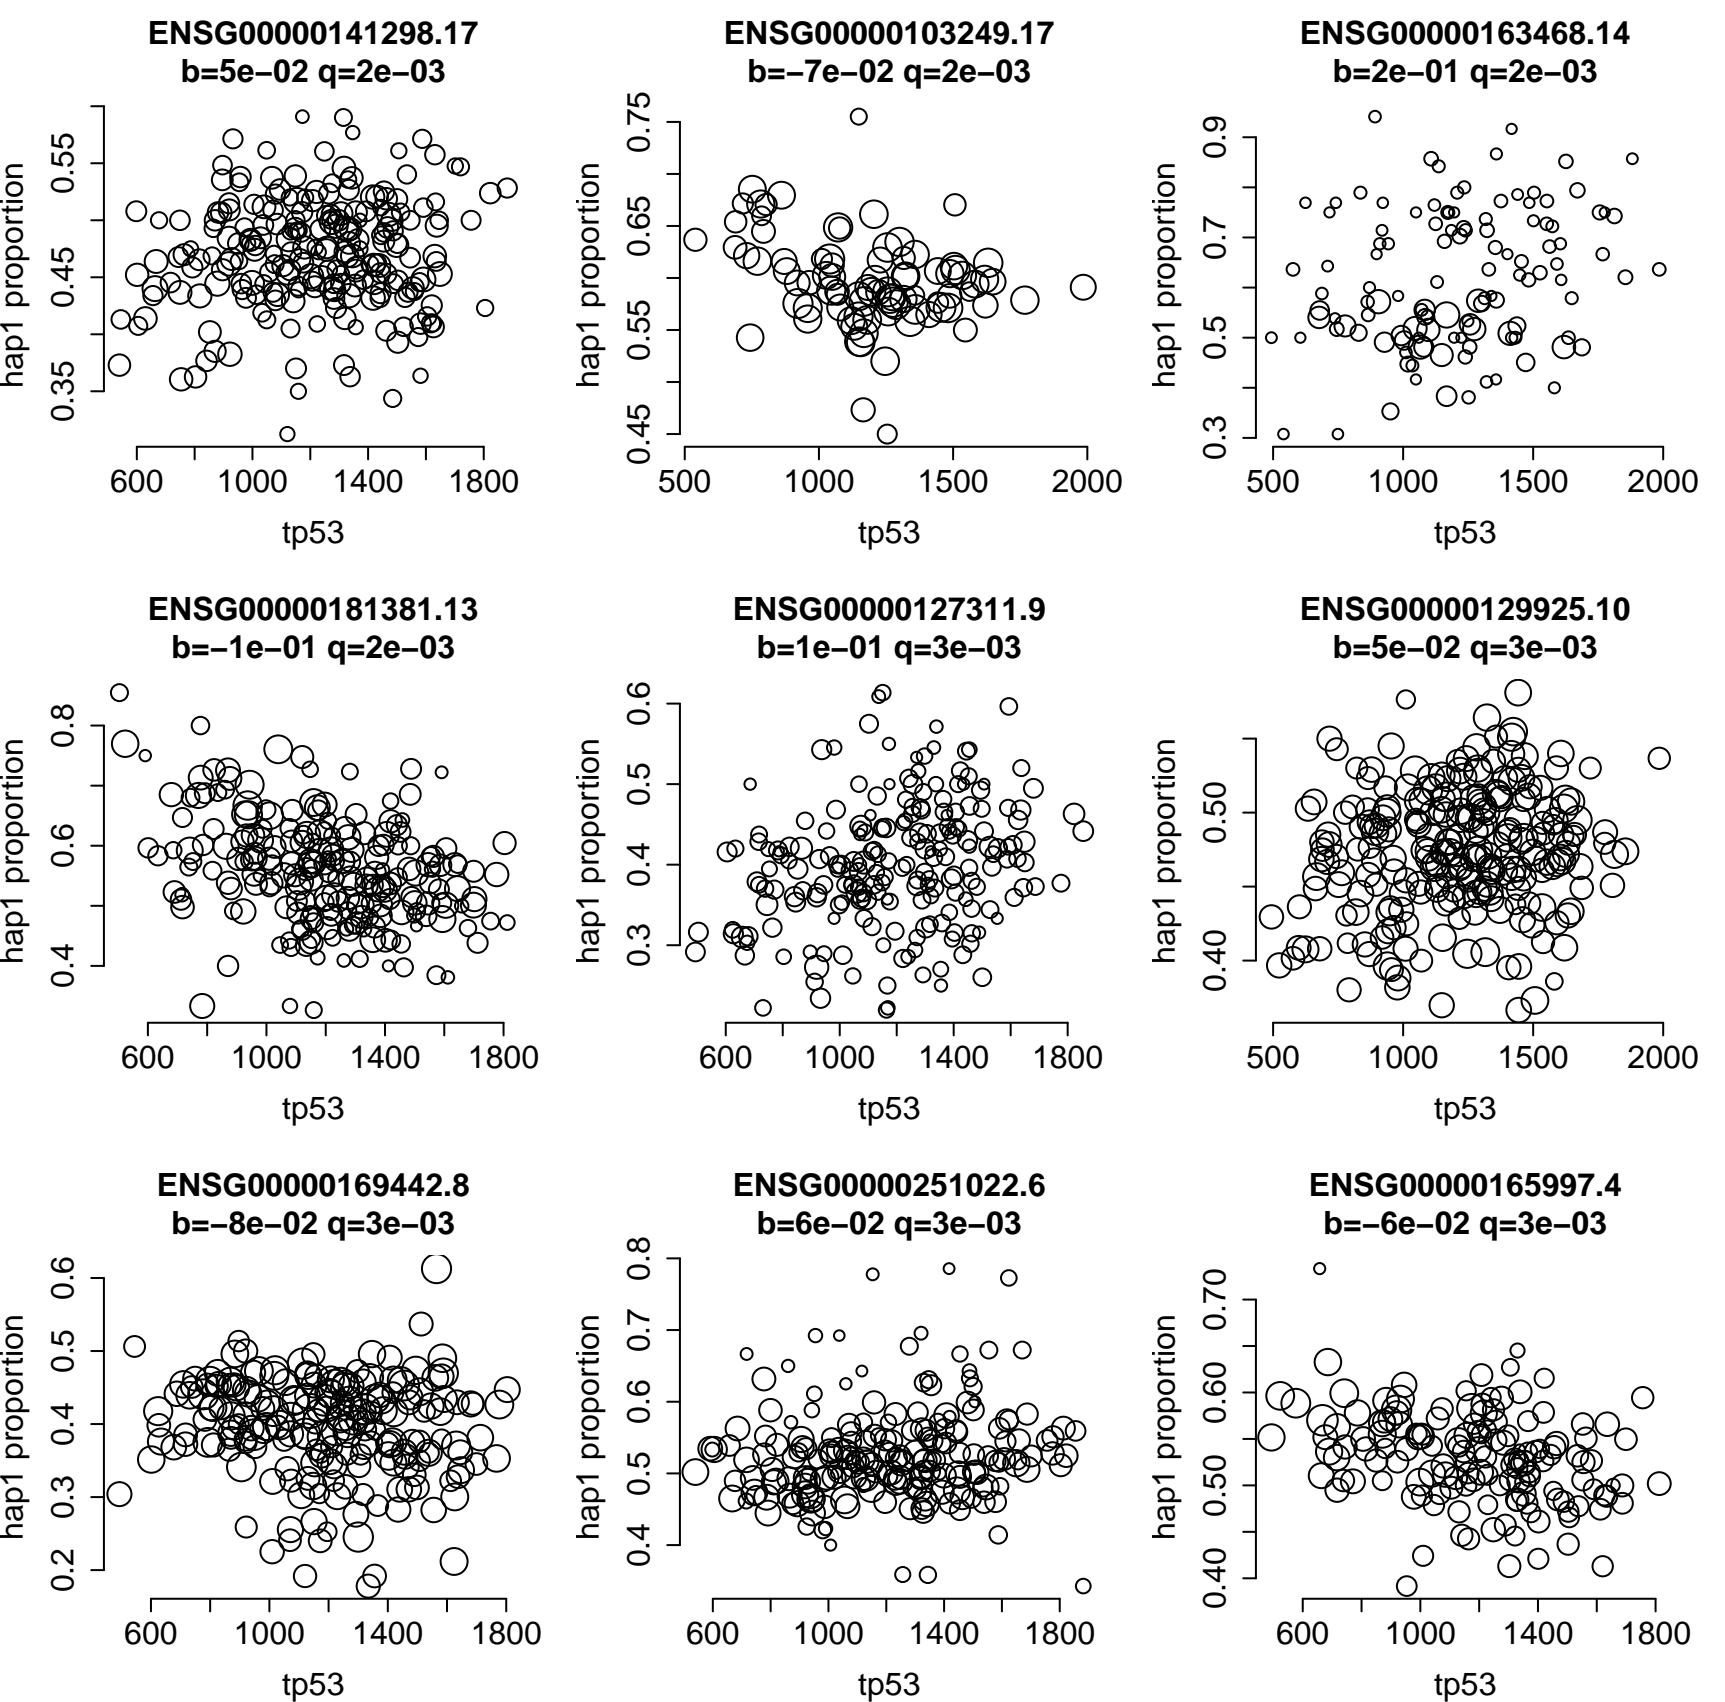 ENSG00000141298.17
b=5e−02 q=2e−03
hap1 proportion
0.35 0.45 0.55
600 1000 1400 1800
tp53
ENSG00000103249.17
b=−7e−02 q=2e−03
hap1 proportion
0.45 0.55 0.65 0.75
500 1000 1500 2000
tp53
ENSG00000163468.14
b=2e−01 q=2e−03
hap1 proportion
0.3 0.5 0.7 0.9
500 1000 1500 2000
tp53
ENSG00000181381.13
b=−1e−01 q=2e−03
hap1 proportion
0.4 0.6 0.8
600 1000 1400 1800
tp53
ENSG00000127311.9
b=1e−01 q=3e−03
hap1 proportion
0.3 0.4 0.5 0.6
600 1000 1400 1800
tp53
ENSG00000129925.10
b=5e−02 q=3e−03
hap1 proportion
0.40 0.50
500 1000 1500 2000
tp53
ENSG00000169442.8
b=−8e−02 q=3e−03
hap1 proportion
0.2 0.3 0.4 0.5 0.6
600 1000 1400 1800
tp53
ENSG00000251022.6
b=6e−02 q=3e−03
hap1 proportion
0.4 0.5 0.6 0.7 0.8
600 1000 1400 1800
tp53
ENSG00000165997.4
b=−6e−02 q=3e−03
hap1 proportion
0.40 0.50 0.60 0.70
600 1000 1400 1800
tp53